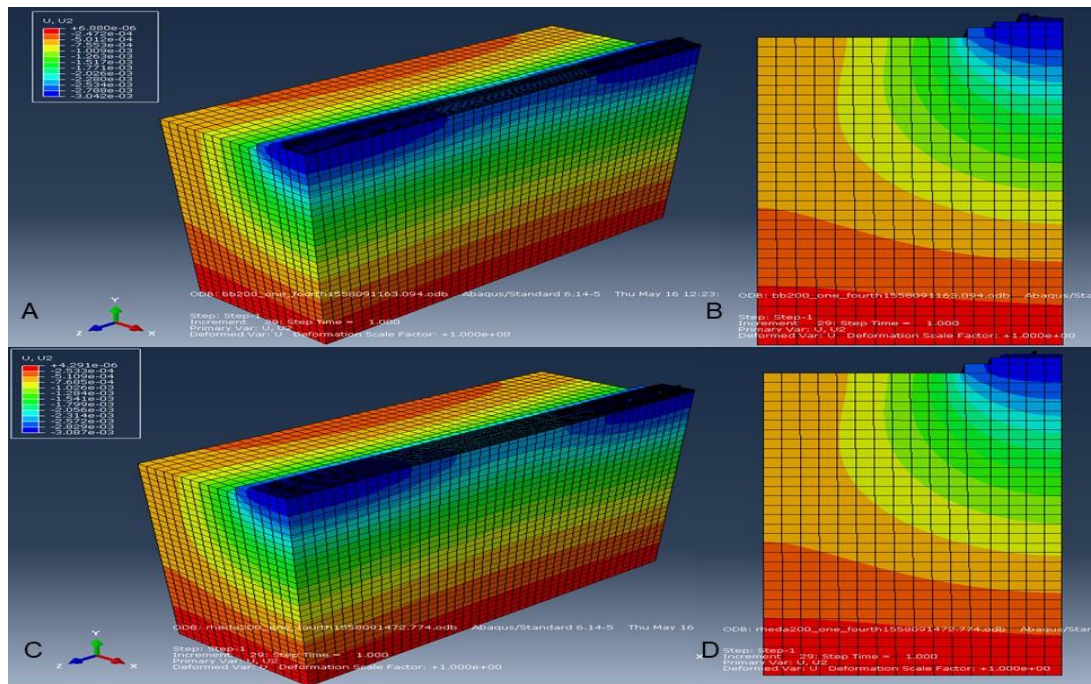 U, U2
+6.880e-06
-2.472e-04
-5.012e-04
-7.553e-04
-1.009e-03
-1.263e-03
-1.517e-03
-1.771e-03
-2.026e-03
-2.280e-03
-2.534e-03
-2.788e-03
-3.042e-03
ODB: bb200_one_fourth1558091163.094.odb Abaqus/Standard 6.14-5 Thu May 16 12:23:
Y
Z X
Step: Step-1
Increment 29: Step Time = 1.000
Primary Var: U, U2
Deformed Var: U Deformation Scale Factor: +1.000e+00
A
ODB: bb200_one_fourth1558091163.094.odb Abaqus/Sta
Step: Step-1
Increment 29: Step Time = 1.000
Primary Var: U, U2
Deformed Var: U Deformation Scale Factor: +1.000e+00
B
U, U2
+4.291e-06
-2.533e-04
-5.109e-04
-7.685e-04
-1.026e-03
-1.284e-03
-1.541e-03
-1.799e-03
-2.056e-03
-2.314e-03
-2.572e-03
-2.829e-03
-3.087e-03
ODB: rheda200_one_fourth1558091472.774.odb Abaqus/Standard 6.14-5 Thu May 16
Y
Z X
Step: Step-1
Increment 29: Step Time = 1.000
Primary Var: U, U2
Deformed Var: U Deformation Scale Factor: +1.000e+00
C
ODB: rheda200_one_fourth1558091472.774.odb Abaqus/Sta
X
Step: Step-1
Increment 29: Step Time = 1.000
Primary Var: U, U2
Deformed Var: U Deformation Scale Factor: +1.000e+00
D